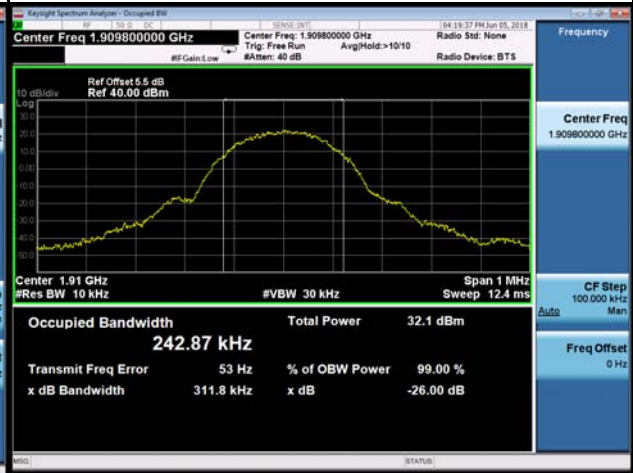 Keysight Spectrum Analyzer - Occupied BW
RF 50 Ω DC SENSE:INT 04:19:37 PM Jun 05, 2018
Center Freq 1.909800000 GHz Center Freq: 1.909800000 GHz Radio Std: None Frequency
Trig: Free Run Avg|Hold:>10/10
#IFGain:Low #Atten: 40 dB Radio Device: BTS
Ref Offset 5.5 dB
10 dB/div Ref 40.00 dBm
Log
30.0
20.0
10.0
0.00
10.0
20.0
30.0
40.0
50.0
Center Freq
1.909800000 GHz
Center 1.91 GHz Span 1 MHz
#Res BW 10 kHz #VBW 30 kHz Sweep 12.4 ms
CF Step
100.000 kHz
Auto Man
Occupied Bandwidth Total Power 32.1 dBm
242.87 kHz
Transmit Freq Error 53 Hz % of OBW Power 99.00 %
x dB Bandwidth 311.8 kHz x dB -26.00 dB
Freq Offset
0 Hz
MSG STATUS